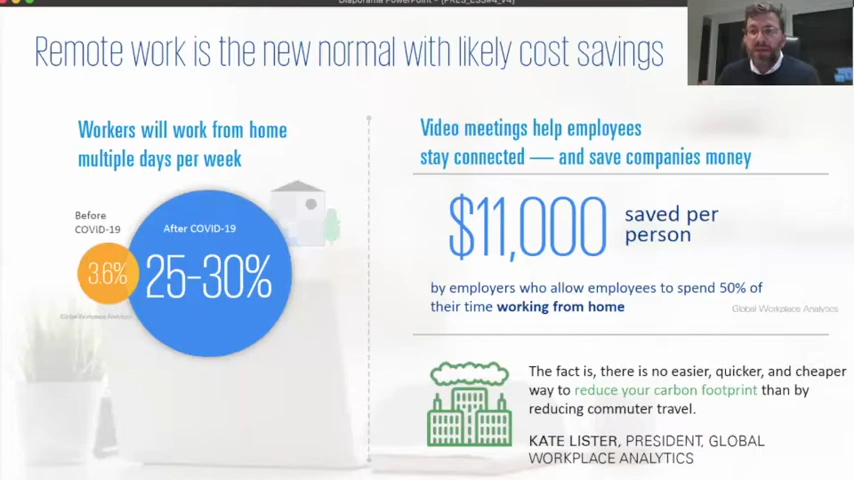 Diaporama PowerPoint - [PRES_ESS#4_V4]
Remote work is the new normal with likely cost savings
Workers will work from home
multiple days per week
Before
COVID-19
3.6%
After COVID-19
25-30%
Global Workplace Analytics
Video meetings help employees
stay connected — and save companies money
$11,000
saved per
person
by employers who allow employees to spend 50% of
their time working from home
Global Workplace Analytics
The fact is, there is no easier, quicker, and cheaper
way to reduce your carbon footprint than by
reducing commuter travel.
KATE LISTER, PRESIDENT, GLOBAL
WORKPLACE ANALYTICS